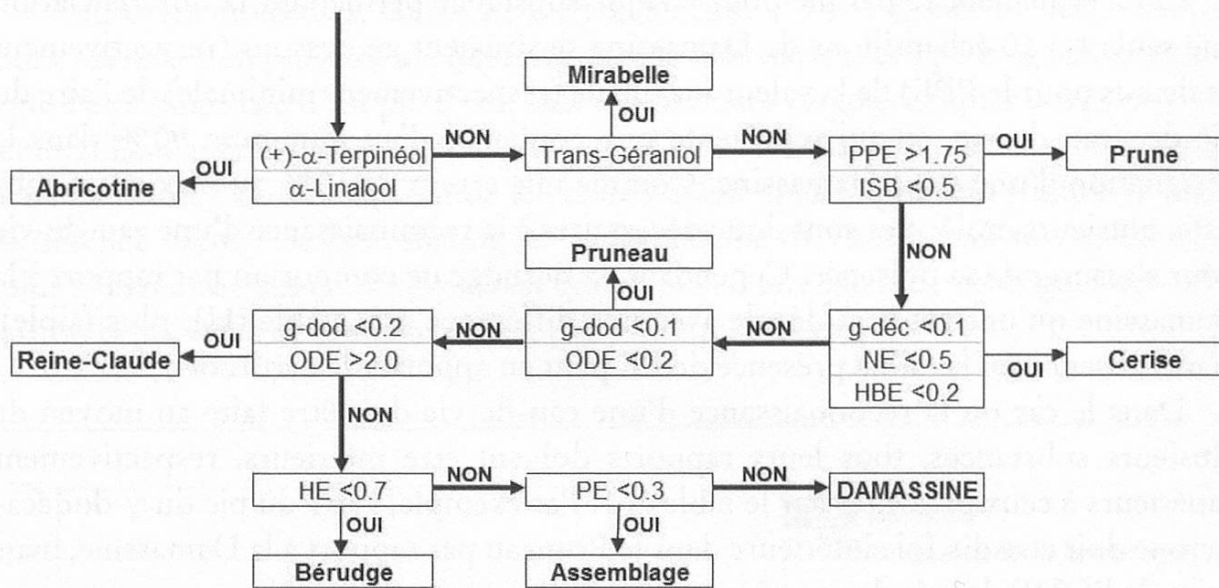 Mirabelle
OUI
NON
NON
(+)-α-Terpinéol
Trans-Géraniol
PPE >1.75
OUI
Prune
OUI
Abricotine
α-Linalool
ISB <0.5
Pruneau
NON
OUI
g-dod <0.2
NON
g-dod <0.1
NON
g-déc <0.1
OUI
Reine-Claude
ODE >2.0
ODE <0.2
NE <0.5
OUI
Cerise
HBE <0.2
NON
HE <0.7
NON
PE <0.3
NON
DAMASSINE
OUI
OUI
Bérudge
Assemblage